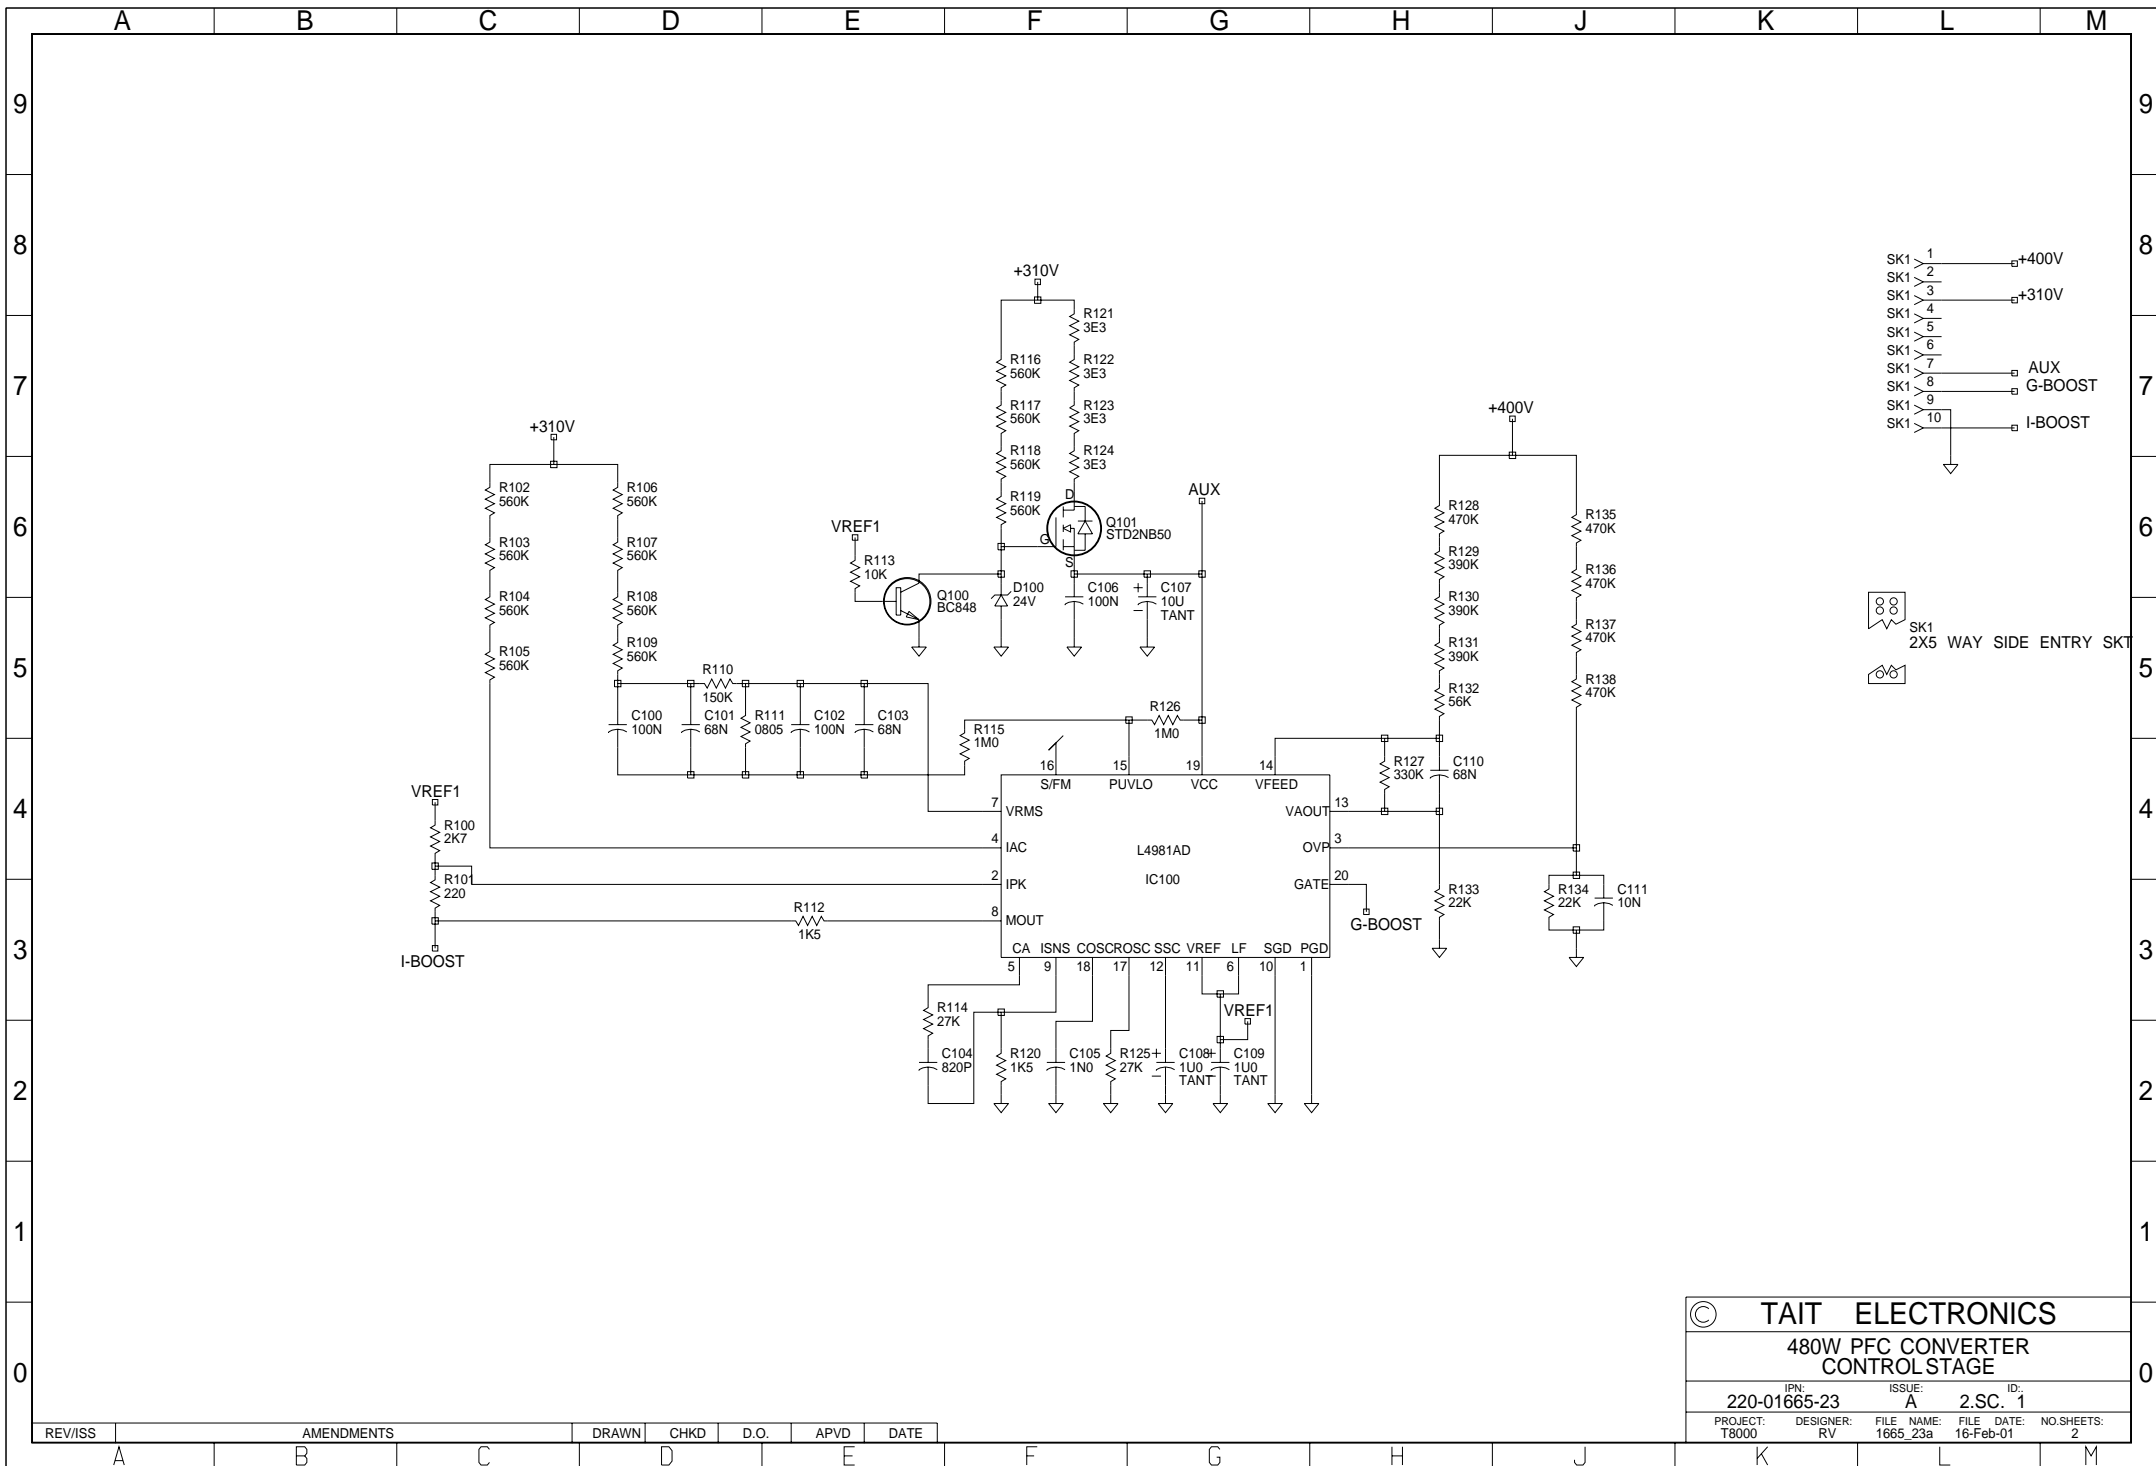 A B C D E F G H J K L M
9 9
8 8
7 7
6 6
5 5
4 4
3 3
2 2
1 1
0 0
+310V
R121
3E3
R116
560K
R122
3E3
R117
560K
R123
3E3
R118
560K
R124
3E3
R119
560K
D
G
S
Q101
STD2NB50
AUX
+310V
R102
560K
R106
560K
R103
560K
R107
560K
R104
560K
R108
560K
R105
560K
R109
560K
VREF1
R113
10K
Q100
BC848
D100
24V
C106
100N
+
C107
10U
TANT
−
R110
150K
C100
100N
C101
68N
R111
0805
C102
100N
C103
68N
R115
1M0
R126
1M0
+400V
R128
470K
R135
470K
R129
390K
R136
470K
R130
390K
R137
470K
R131
390K
R138
470K
R132
56K
R127
330K
C110
68N
VREF1
R100
2K7
R101
220
I-BOOST
R112
1K5
16 15 19 14
S/FM PUVLO VCC VFEED
7 VRMS
VAOUT 13
4 IAC
L4981AD
OVP 3
2 IPK
IC100
GATE 20
8 MOUT
G-BOOST
CA ISNS COSC ROSC SSC VREF LF SGD PGD
5 9 18 17 12 11 6 10 1
R133
22K
R134
22K
C111
10N
R114
27K
C104
820P
R120
1K5
C105
1N0
R125
27K
+
C108
1U0
TANT
−
VREF1
+
C109
1U0
TANT
SK1 1 +400V
SK1 2
SK1 3 +310V
SK1 4
SK1 5
SK1 6
SK1 7 AUX
SK1 8 G-BOOST
SK1 9
SK1 10 I-BOOST
SK1
2X5 WAY SIDE ENTRY SKT
© TAIT ELECTRONICS
480W PFC CONVERTER
CONTROL STAGE
IPN: ISSUE: ID:.
220-01665-23 A 2.SC. 1
PROJECT: DESIGNER: FILE NAME: FILE DATE: NO.SHEETS:
T8000 RV 1665_23a 16-Feb-01 2
REV/ISS AMENDMENTS DRAWN CHKD D.O. APVD DATE
A B C D E F G H J K L M